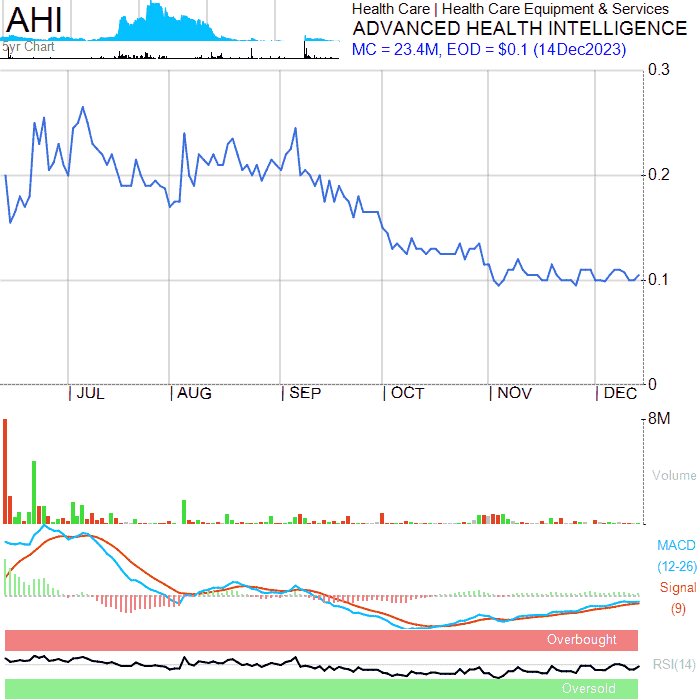 AHI
Health Care | Health Care Equipment & Services
ADVANCED HEALTH INTELLIGENCE
MC = 23.4M, EOD = $0.1 (14Dec2023)
5yr Chart
0.3
0.2
0.1
0
| JUL | AUG | SEP | OCT | NOV | DEC
8M
Volume
MACD
(12-26)
Signal
(9)
Overbought
RSI(14)
Oversold